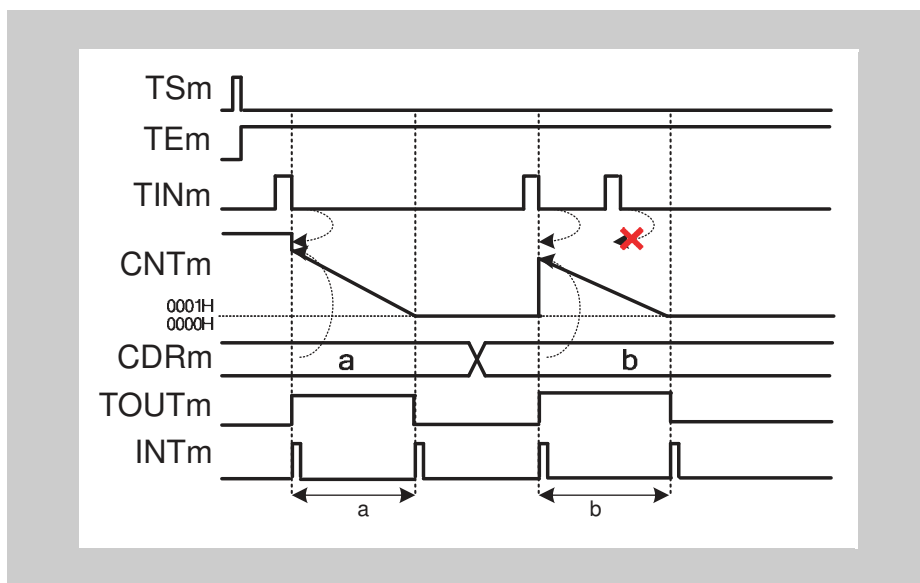 TSm
TEm
TINm
CNTm
0001H
0000H
CDRm a b
TOUTm
INTm
a b